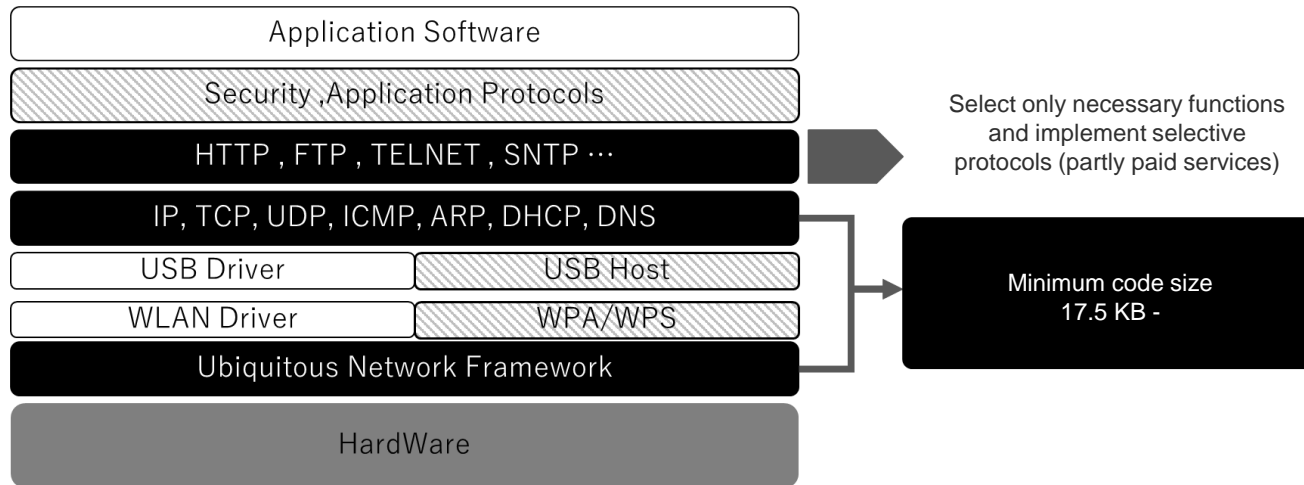 Application Software
Security ,Application Protocols
HTTP , FTP , TELNET , SNTP ⋯
IP, TCP, UDP, ICMP, ARP, DHCP, DNS
USB Driver
USB Host
WLAN Driver
WPA/WPS
Ubiquitous Network Framework
HardWare
Select only necessary functions
and implement selective
protocols (partly paid services)
Minimum code size
17.5 KB -